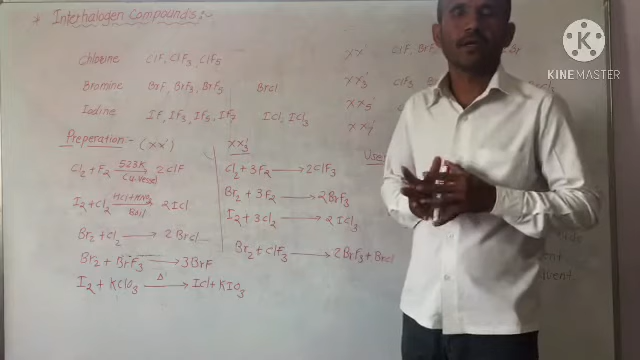 * Interhalogen Compounds:-
Chlorine ClF, ClF3, ClF5
Bromine BrF, BrF3, BrF5 Brcl
Iodine IF, IF3, IF5, IF7 Icl, Icl3
XX' ClF, BrF
XX'3 ClF3
XX'5
XX'7
Preperation:- (XX')
Cl2 + F2 523K → 2ClF
I2 + Cl2 → 2Icl
Boil
Br2 + Cl2 → 2Brcl
Br2 + BrF3 → 3BrF
I2 + KClO3 Δ → Icl + KIO3
XX'3
Cl2 + 3F2 → 2ClF3
Br2 + 3F2 → 2BrF3
I2 + 3Cl2 → 2Icl3
Br2 + ClF3 → 2BrF3 + Brcl
KINEMASTER